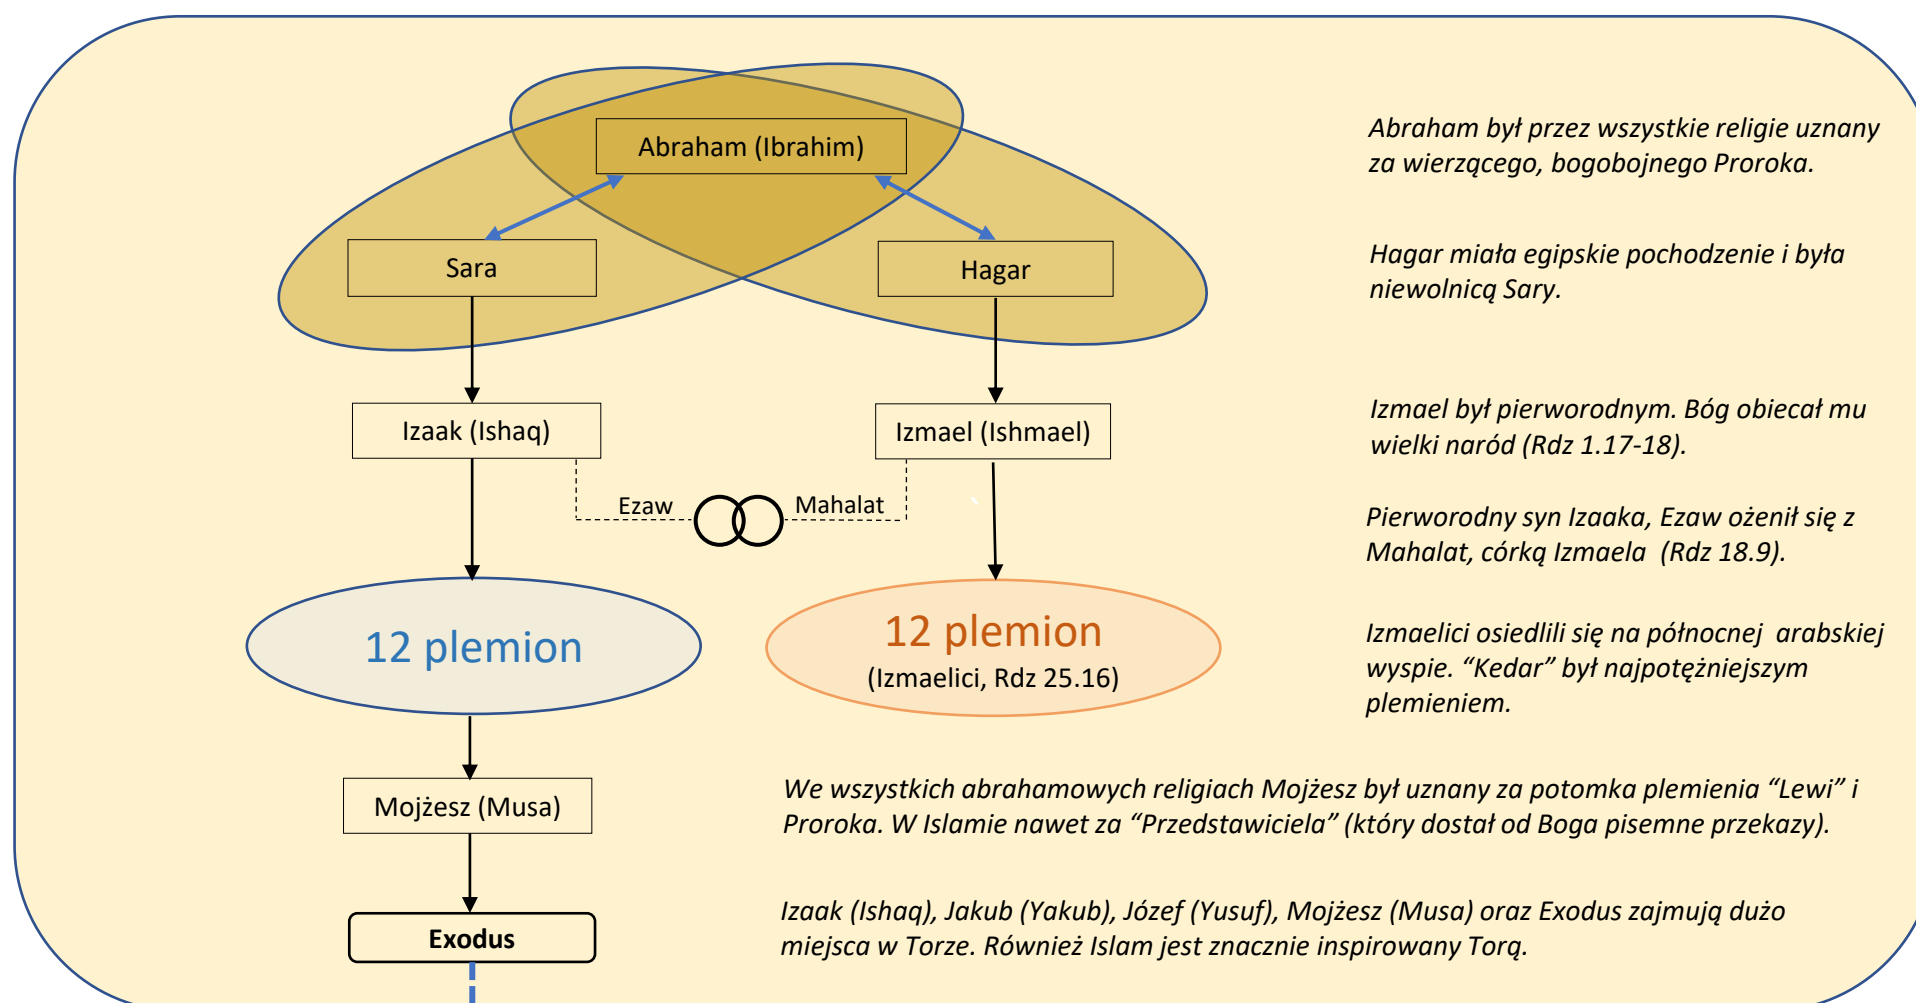 Abraham (Ibrahim)
Abraham był przez wszystkie religie uznany
za wierzącego, bogobojnego Proroka.
Sara
Hagar
Hagar miała egipskie pochodzenie i była
niewolnicą Sary.
Izaak (Ishaq)
Izmael (Ishmael)
Izmael był pierworodnym. Bóg obiecał mu
wielki naród (Rdz 1.17-18).
Ezaw
Mahalat
Pierworodny syn Izaaka, Ezaw ożenił się z
Mahalat, córką Izmaela  (Rdz 18.9).
12 plemion
12 plemion
(Izmaelici, Rdz 25.16)
Izmaelici osiedlili się na północnej  arabskiej
wyspie. “Kedar” był najpotężniejszym
plemieniem.
Mojżesz (Musa)
We wszystkich abrahamowych religiach Mojżesz był uznany za potomka plemienia “Lewi” i
Proroka. W Islamie nawet za “Przedstawiciela” (który dostał od Boga pisemne przekazy).
Exodus
Izaak (Ishaq), Jakub (Yakub), Józef (Yusuf), Mojżesz (Musa) oraz Exodus zajmują dużo
miejsca w Torze. Również Islam jest znacznie inspirowany Torą.